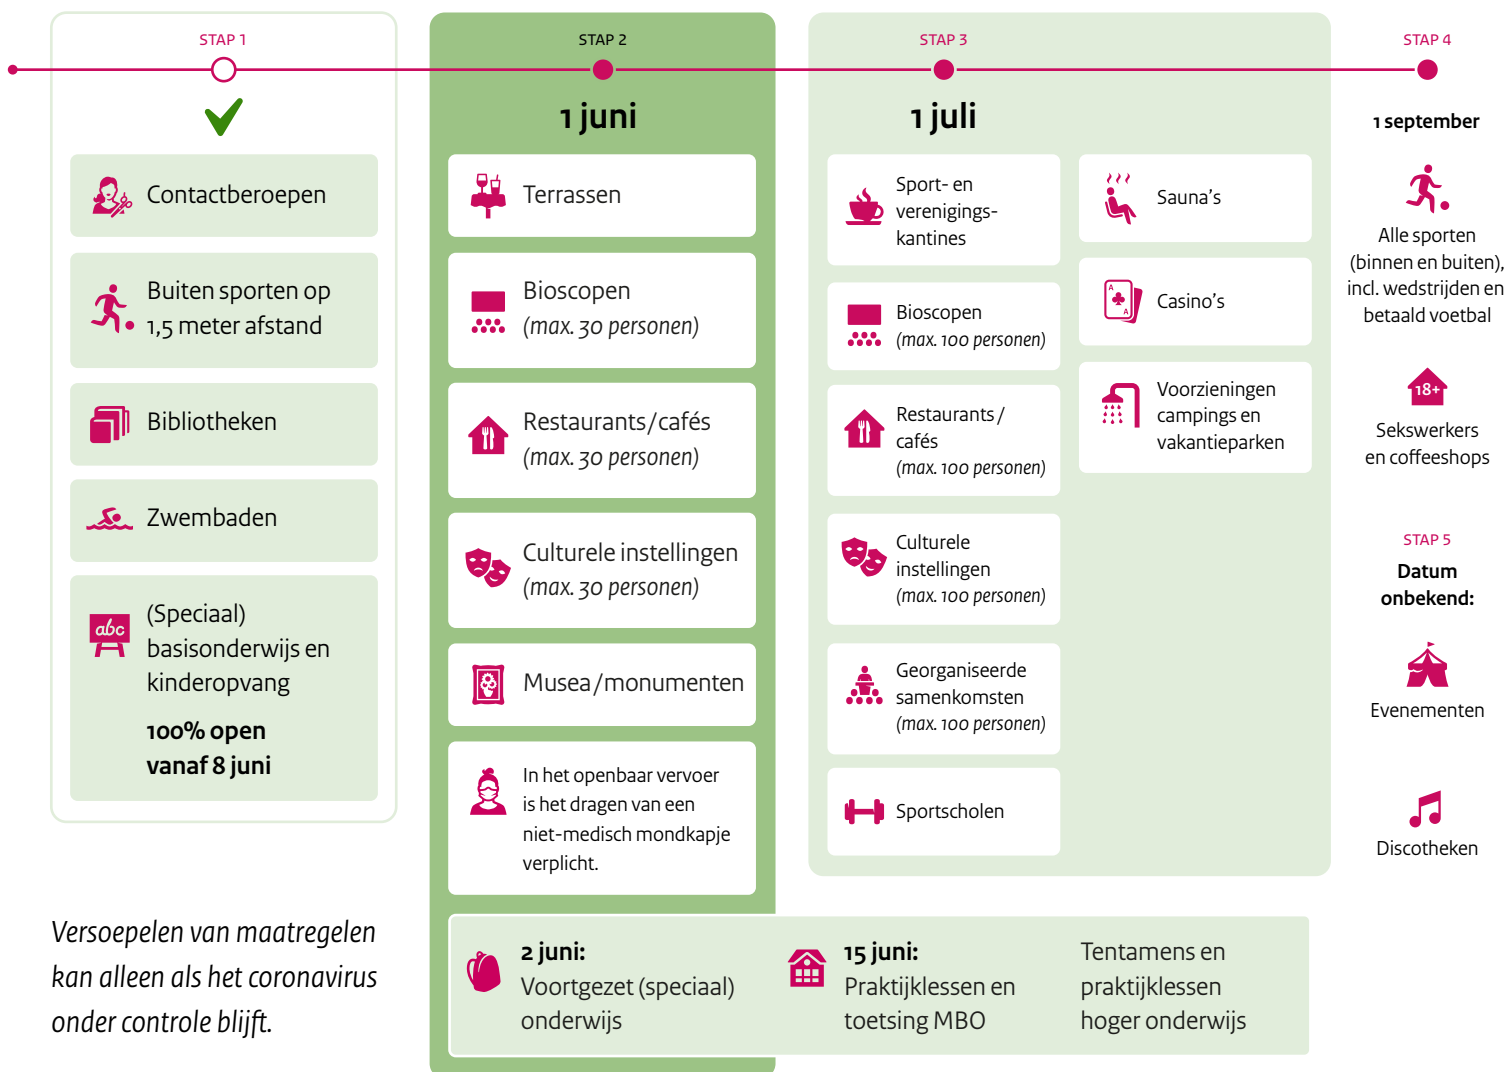 STAP 1
Contactberoepen
Buiten sporten op
1,5 meter afstand
Bibliotheken
Zwembaden
abc
(Speciaal)
basisonderwijs en
kinderopvang
100% open
vanaf 8 juni
Versoepelen van maatregelen
kan alleen als het coronavirus
onder controle blijft.
STAP 2
1 juni
Terrassen
Bioscopen
(max. 30 personen)
Restaurants/cafés
(max. 30 personen)
Culturele instellingen
(max. 30 personen)
Musea/monumenten
In het openbaar vervoer
is het dragen van een
niet-medisch mondkapje
verplicht.
2 juni:
Voortgezet (speciaal)
onderwijs
15 juni:
Praktijklessen en
toetsing MBO
Tentamens en
praktijklessen
hoger onderwijs
STAP 3
1 juli
Sport- en
verenigings-
kantines
Bioscopen
(max. 100 personen)
Restaurants/
cafés
(max. 100 personen)
Culturele
instellingen
(max. 100 personen)
Georganiseerde
samenkomsten
(max. 100 personen)
Sportscholen
Sauna's
A
A
Casino's
Voorzieningen
campings en
vakantieparken
STAP 4
1 september
Alle sporten
(binnen en buiten),
incl. wedstrijden en
betaald voetbal
18+
Sekswerkers
en coffeeshops
STAP 5
Datum
onbekend:
Evenementen
Discotheken